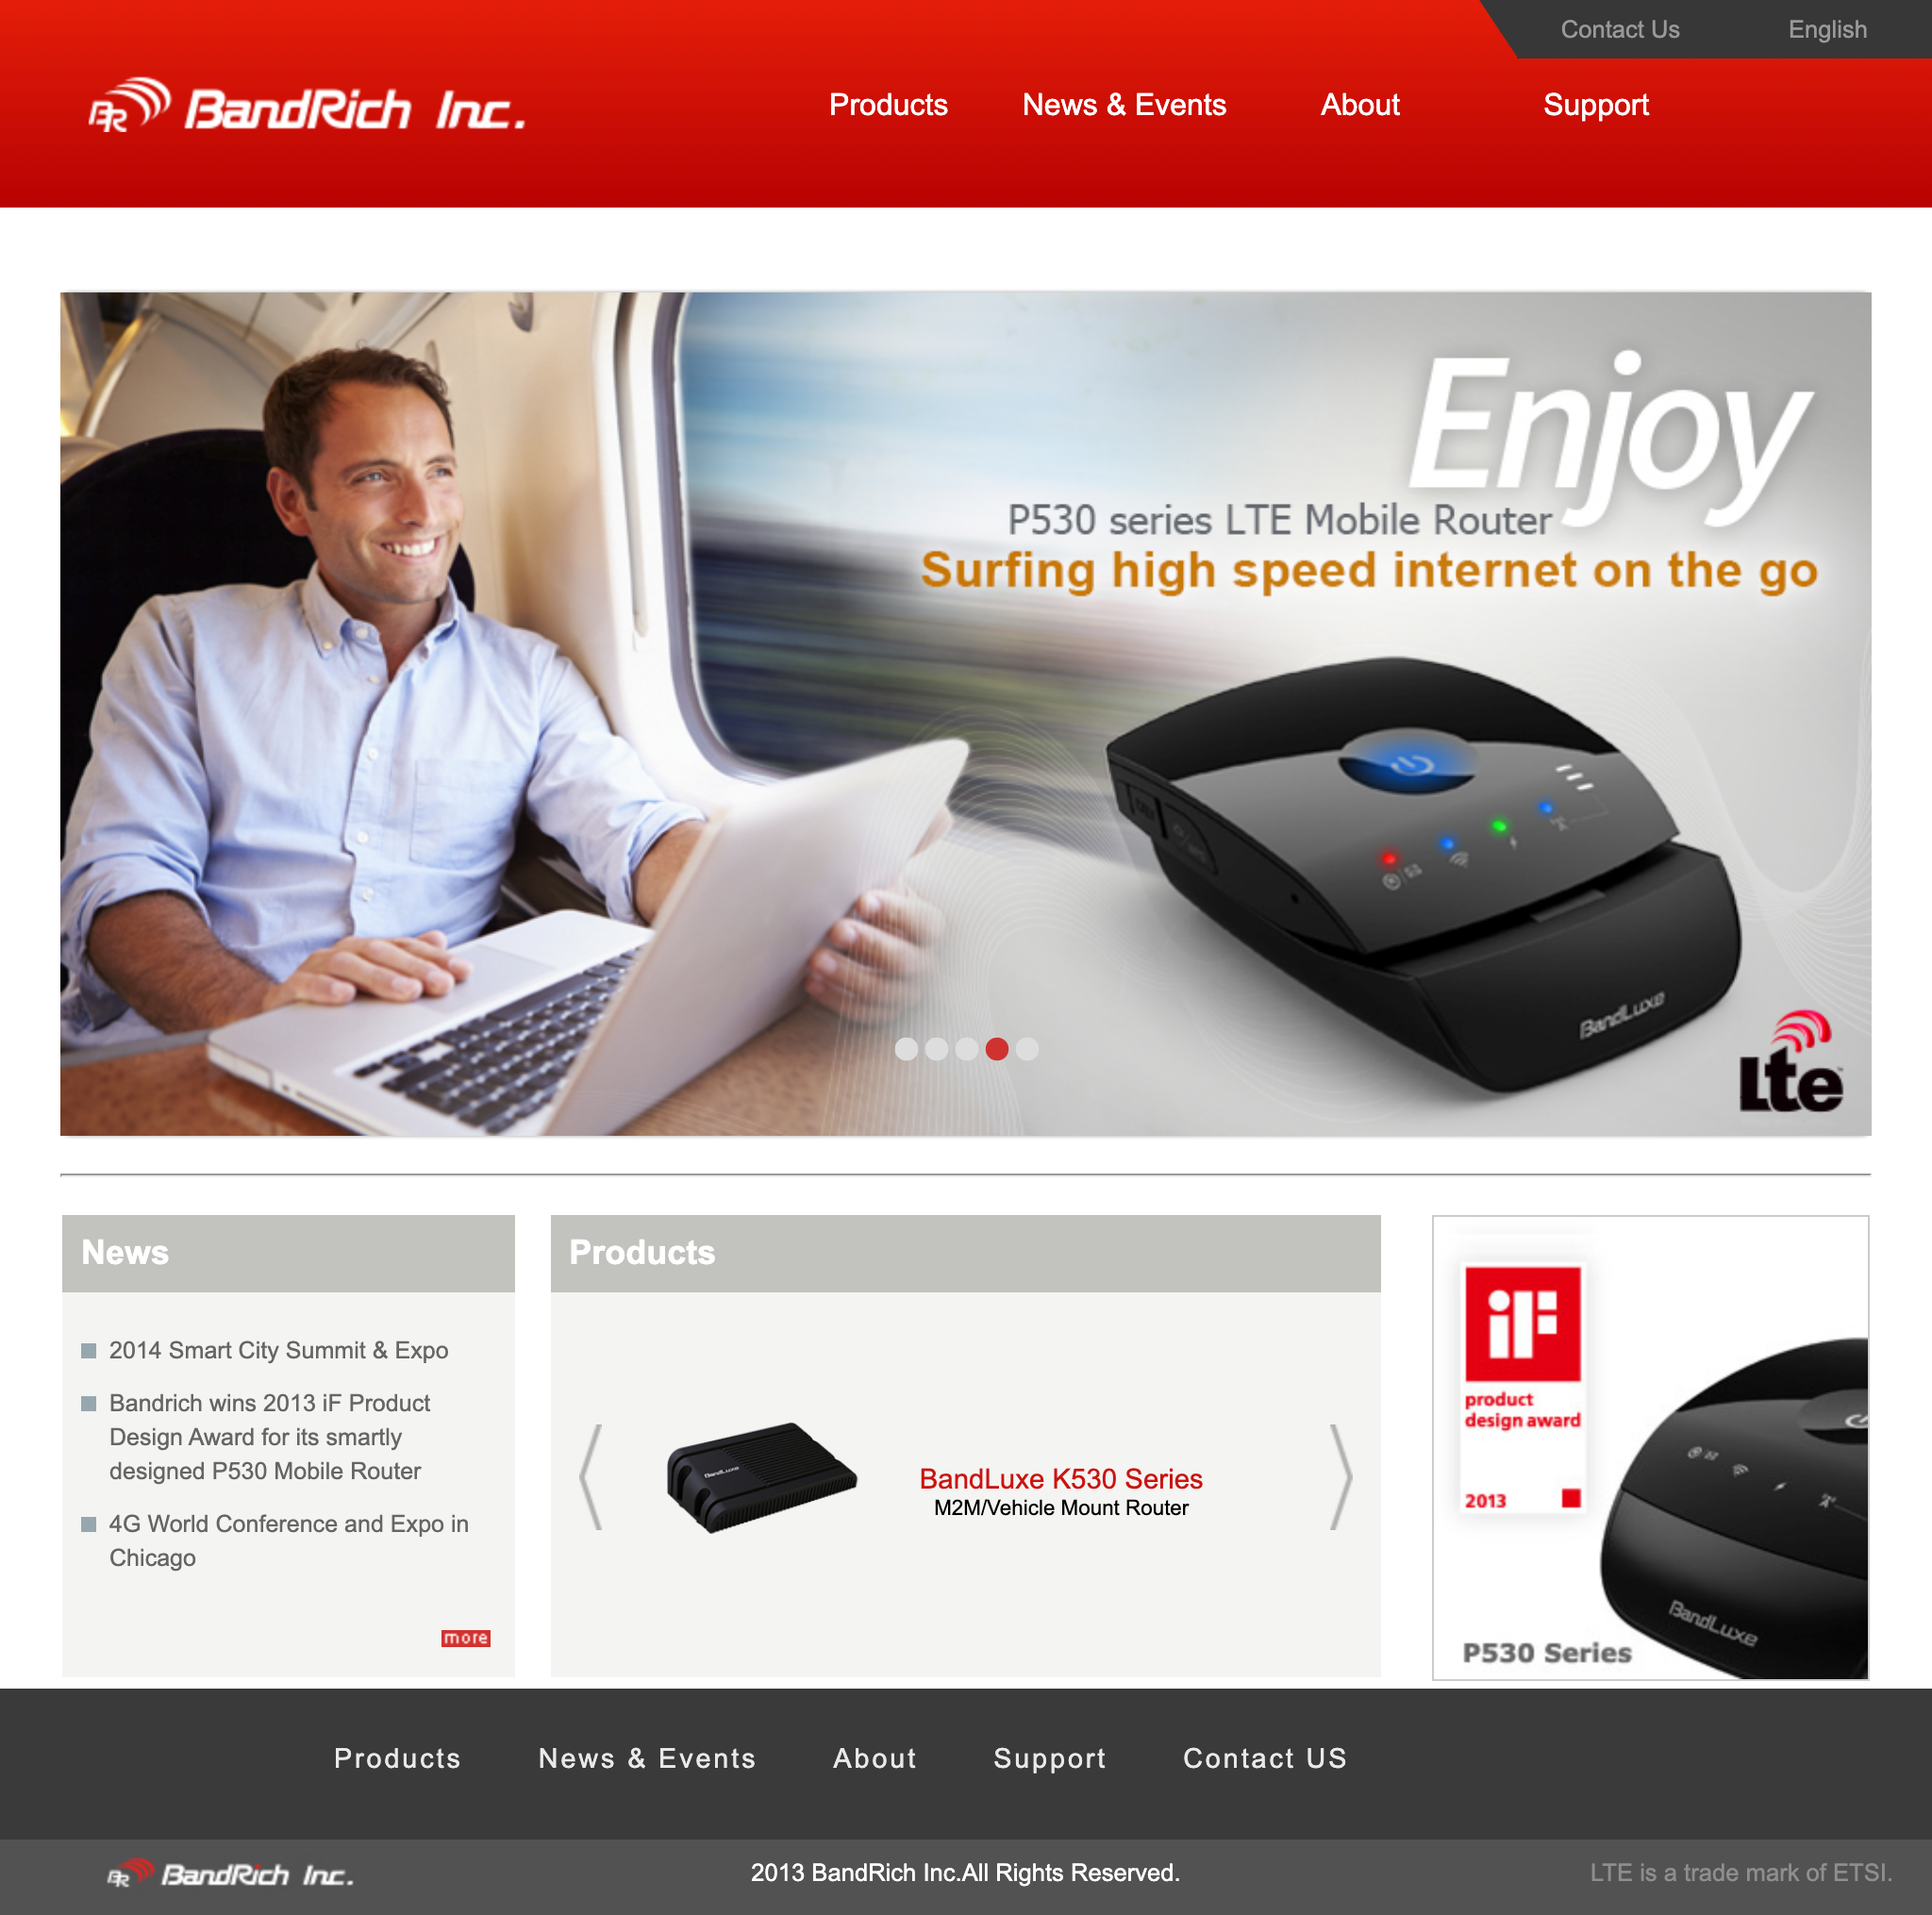 Contact Us
English
BR BandRich Inc.
Products
News & Events
About
Support
Enjoy
P530 series LTE Mobile Router
Surfing high speed internet on the go
BandLuxe
Lte
News
2014 Smart City Summit & Expo
Bandrich wins 2013 iF Product
Design Award for its smartly
designed P530 Mobile Router
4G World Conference and Expo in
Chicago
more
Products
BandLuxe
BandLuxe K530 Series
M2M/Vehicle Mount Router
iF
product
design award
2013
BandLuxe
P530 Series
Products
News & Events
About
Support
Contact US
BR BandRich Inc.
2013 BandRich Inc.All Rights Reserved.
LTE is a trade mark of ETSI.